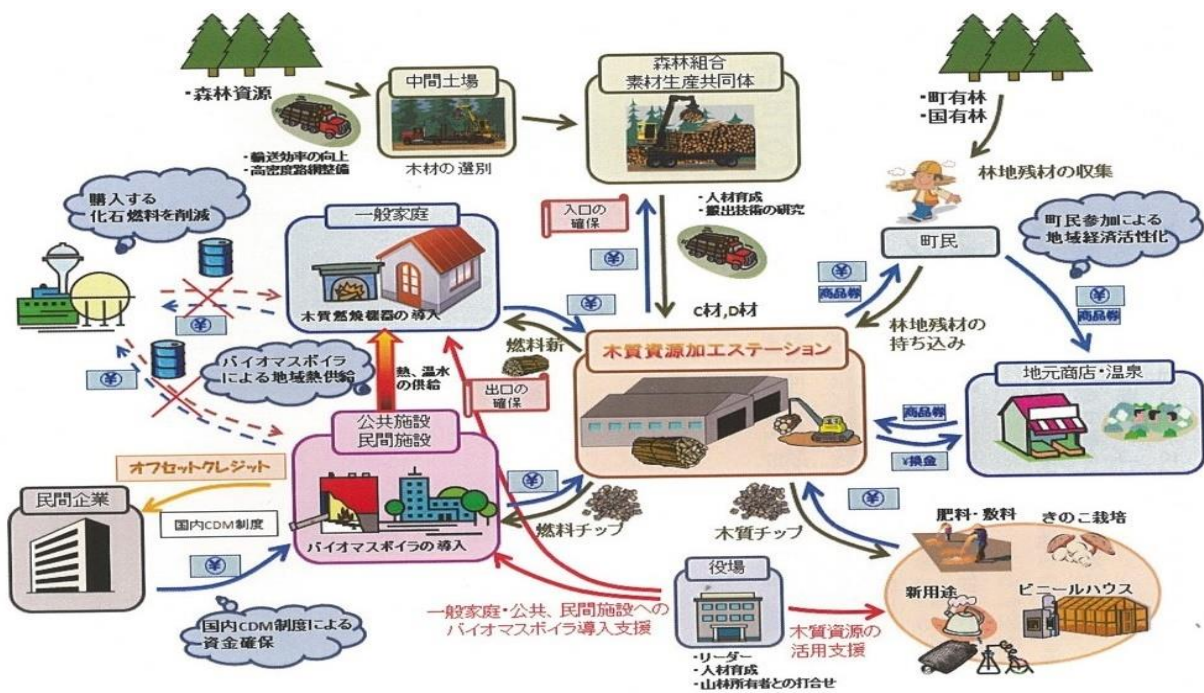 ・森林資源
・輸送効率の向上
・高密度路網整備
中間土場
木材の選別
森林組合
素材生産共同体
・人材育成
・搬出技術の研究
・町有林
・国有林
林地残材の収集
町民
町民参加による
地域経済活性化
購入する
化石燃料を削減
一般家庭
木質燃焼機器の導入
入口の
確保
¥
¥
¥
¥
商品券
¥
商品券
C材,D材
林地残材の
持ち込み
燃料薪
木質資源加工ステーション
地元商店・温泉
商品券
¥換金
¥
バイオマスボイラ
による地域熱供給
熱、温水
の供給
出口の
確保
公共施設
民間施設
バイオマスボイラの導入
オフセットクレジット
民間企業
国内CDM制度
¥
国内CDM制度による
資金確保
¥
燃料チップ
木質チップ
¥
肥料・敷料
きのこ栽培
新用途
ビニールハウス
役場
・リーダー
・人材育成
・山林所有者との打合せ
一般家庭・公共、民間施設への
バイオマスボイラ導入支援
木質資源の
活用支援